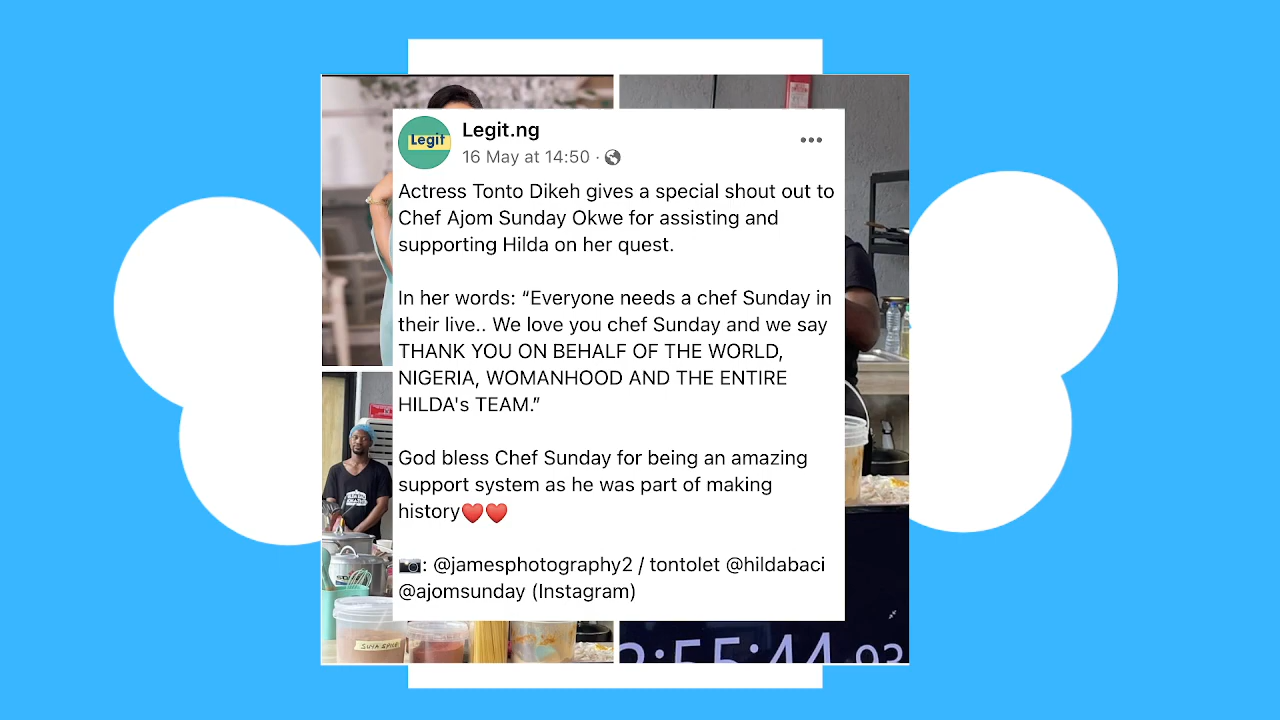 Legit
Legit.ng
16 May at 14:50 ·
Actress Tonto Dikeh gives a special shout out to
Chef Ajom Sunday Okwe for assisting and
supporting Hilda on her quest.
In her words: “Everyone needs a chef Sunday in
their live.. We love you chef Sunday and we say
THANK YOU ON BEHALF OF THE WORLD,
NIGERIA, WOMANHOOD AND THE ENTIRE
HILDA's TEAM.”
God bless Chef Sunday for being an amazing
support system as he was part of making
history♥️♥️
📷: @jamesphotography2 / tontolet @hildabaci
@ajomsunday (Instagram)
SUYA SPICE
:55:44.93